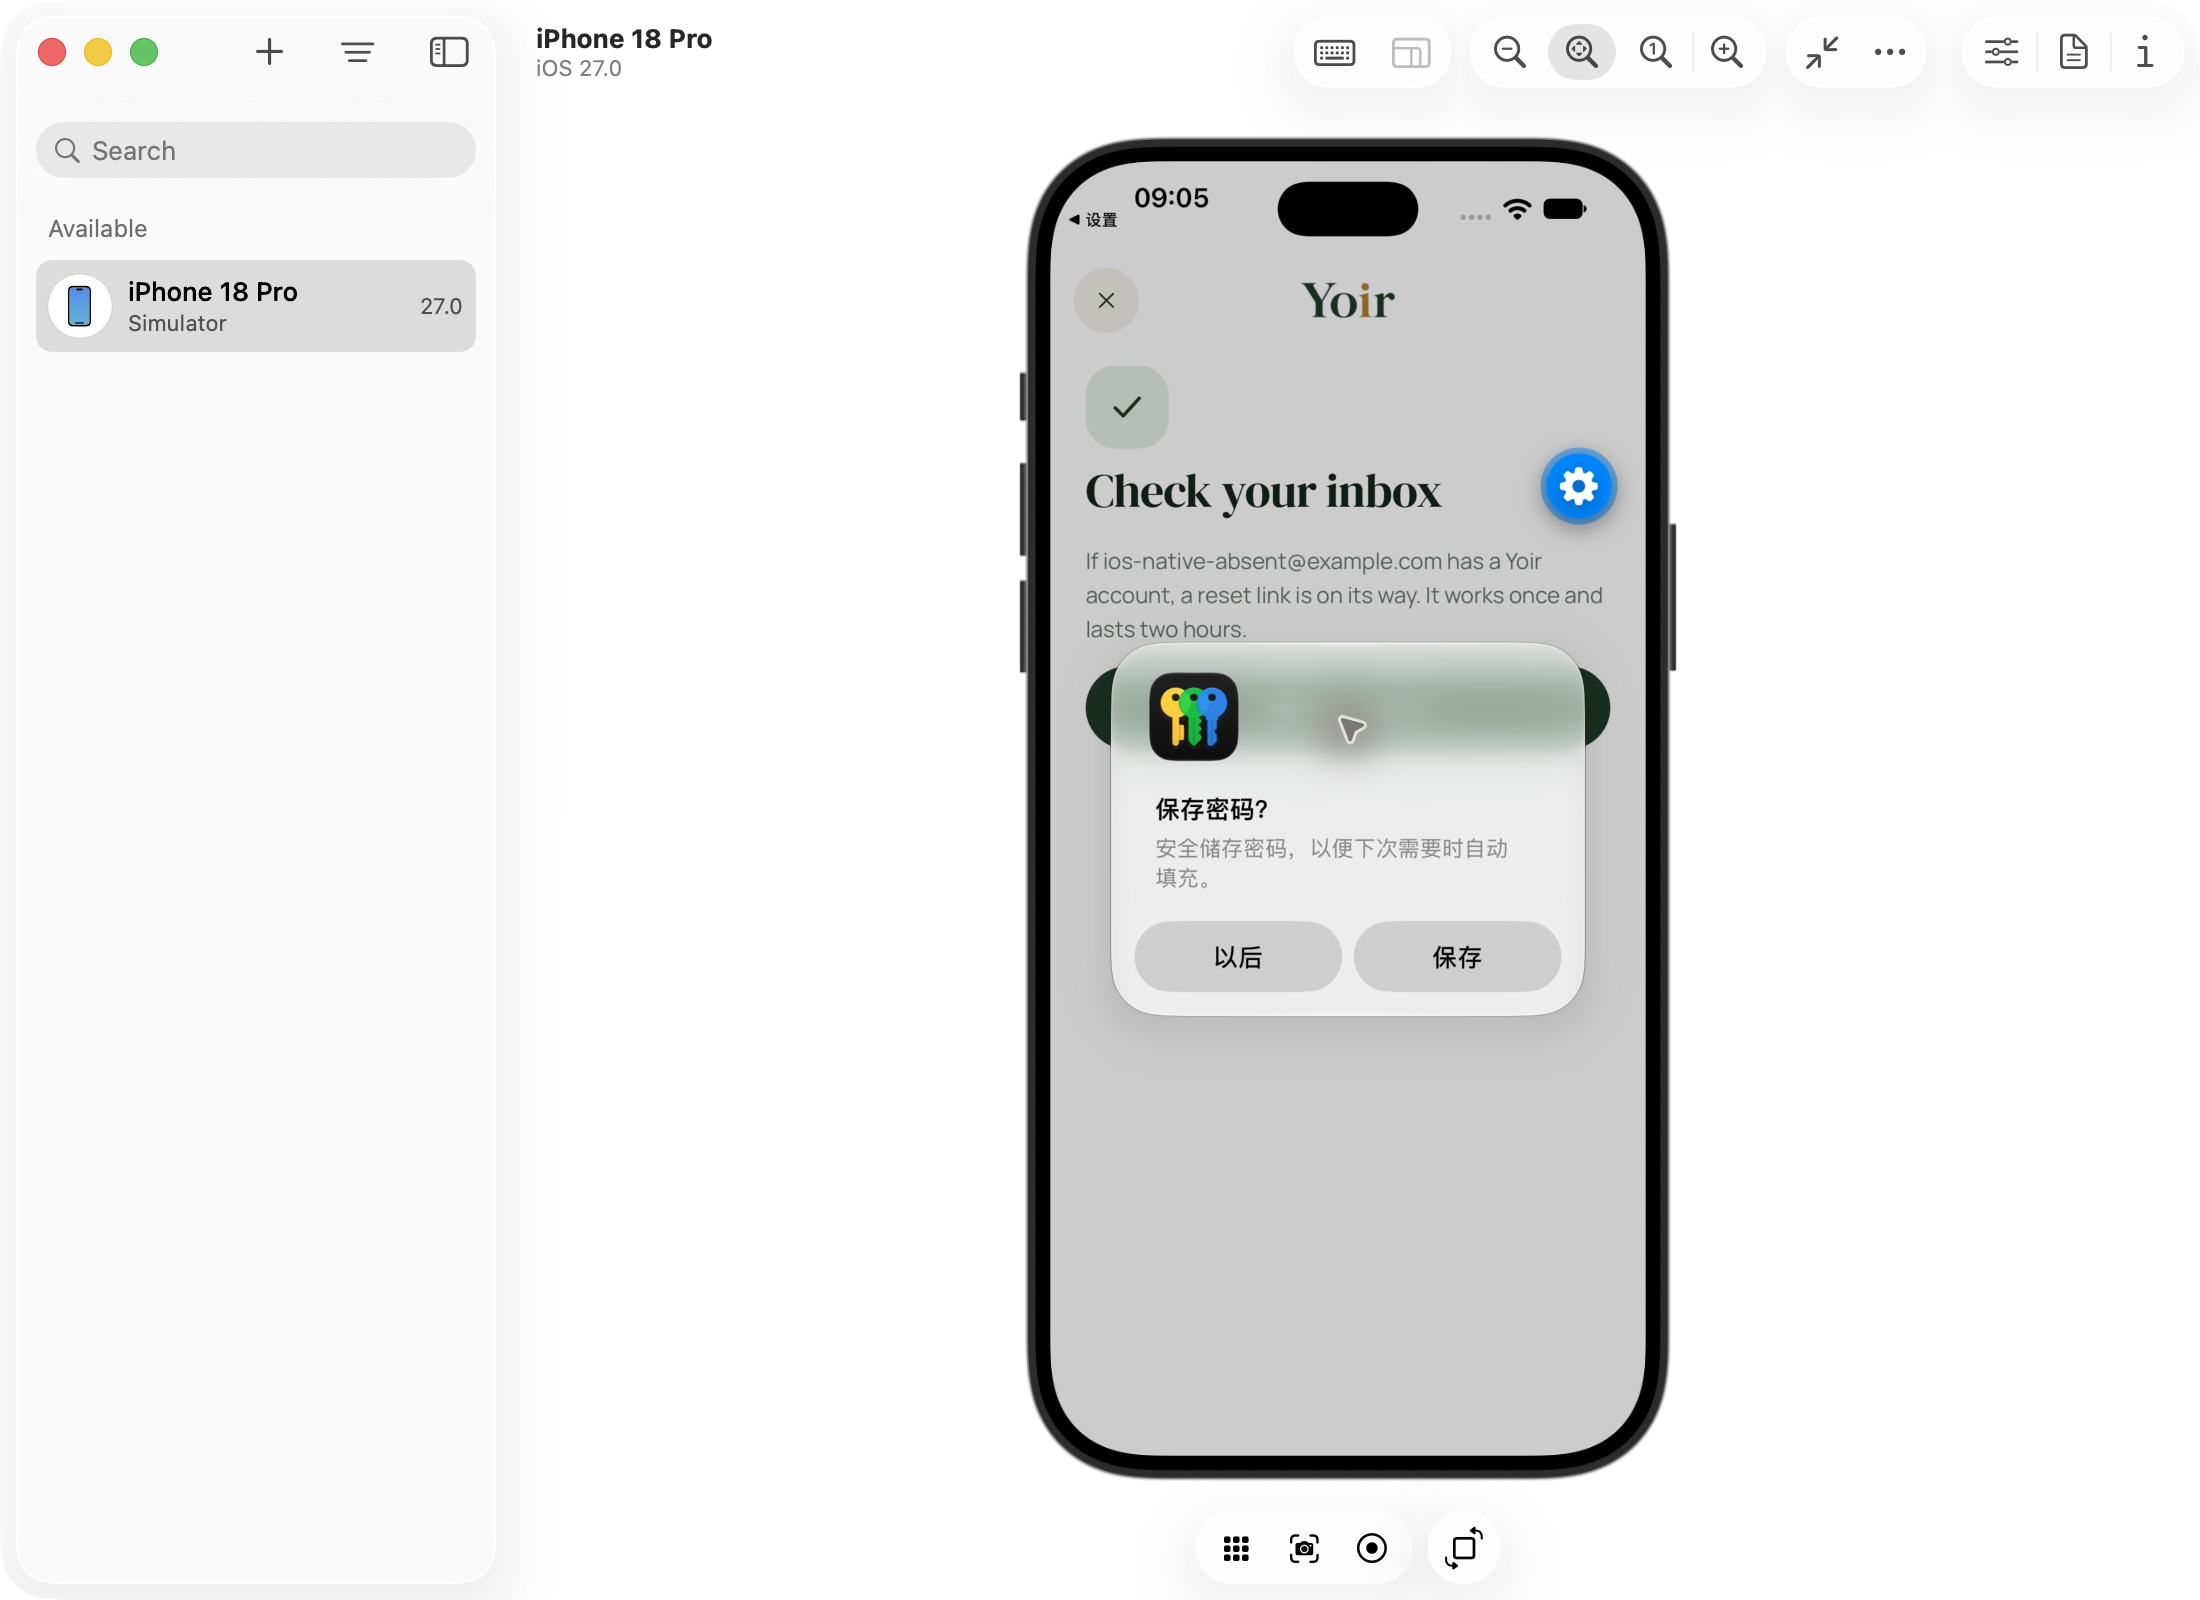 iPhone 18 Pro
iOS 27.0
Search
Available
iPhone 18 Pro
Simulator
27.0
09:05
设置
Yoir
Check your inbox
If ios-native-absent@example.com has a Yoir
account, a reset link is on its way. It works once and
lasts two hours.
保存密码?
安全储存密码，以便下次需要时自动
填充。
以后
保存